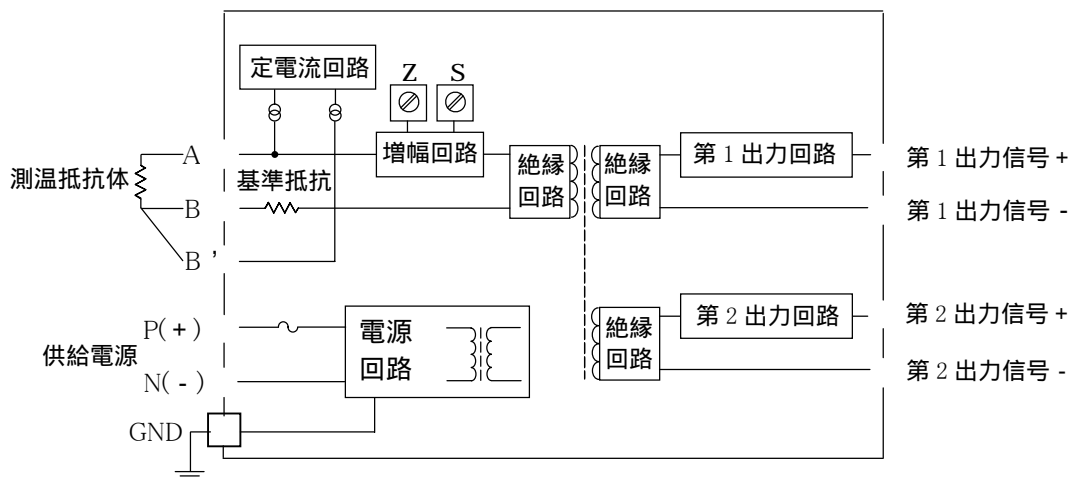 定電流回路
Z
S
A
増幅回路
絶縁
回路
絶縁
回路
第1出力回路
第1出力信号+
測温抵抗体
基準抵抗
B
第1出力信号-
B'
P(+)
供給電源
N(-)
電源
回路
絶縁
回路
第2出力回路
第2出力信号+
第2出力信号-
GND